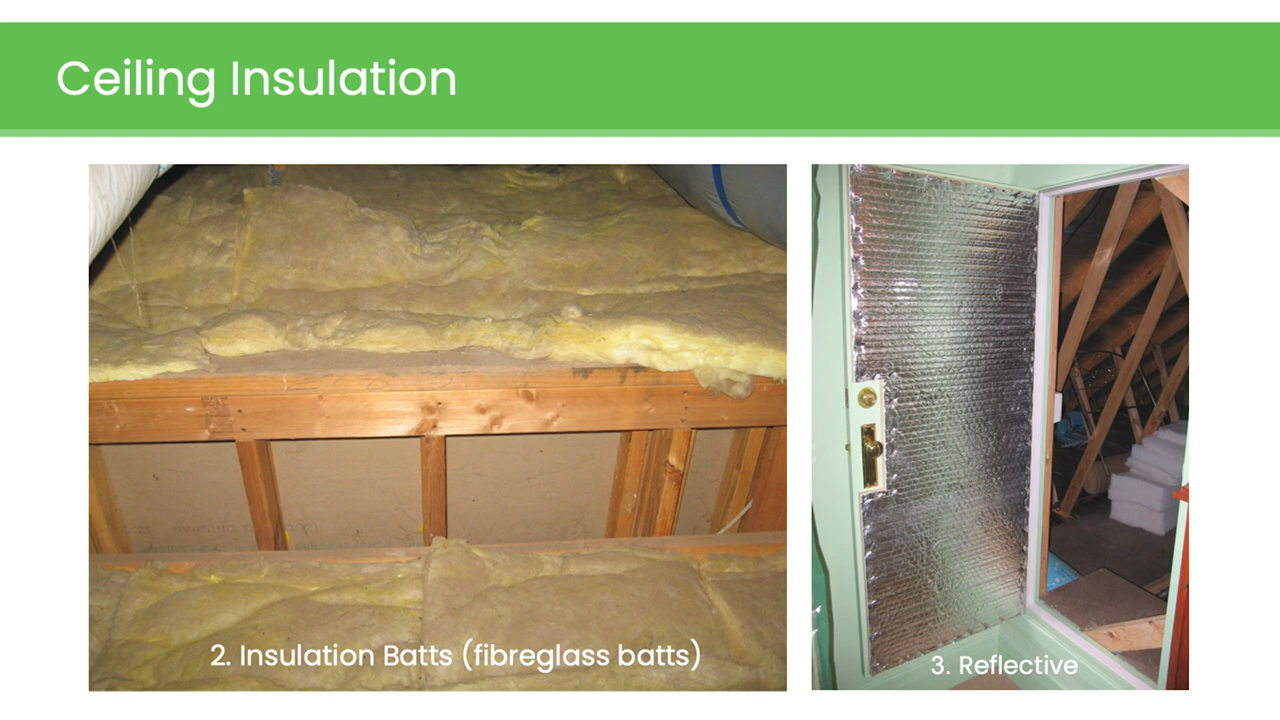 Ceiling Insulation
2. Insulation Batts (fibreglass batts)
3. Reflective